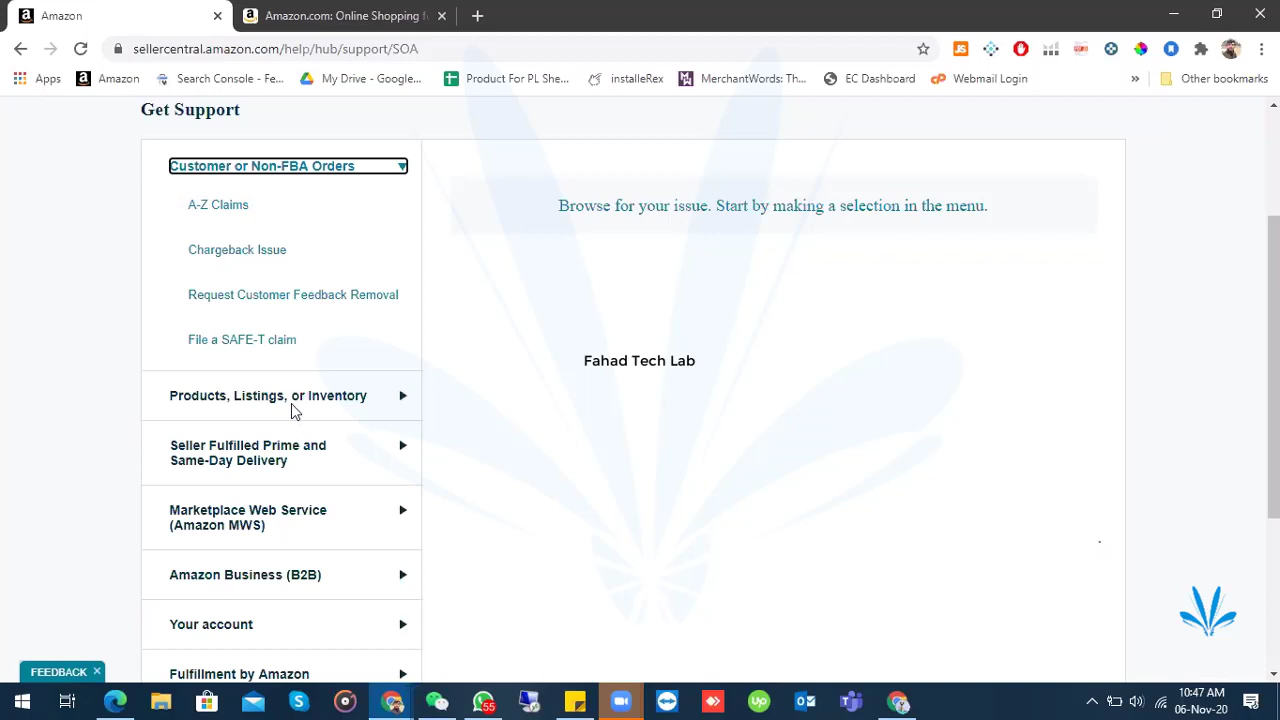 Amazon
Amazon.com: Online Shopping f
sellercentral.amazon.com/help/hub/support/SOA
Apps
Amazon
Search Console - Fe...
My Drive - Google...
Product For PL She...
installeRex
MerchantWords: Th...
EC Dashboard
Webmail Login
Other bookmarks
Get Support
Customer or Non-FBA Orders
A-Z Claims
Chargeback Issue
Request Customer Feedback Removal
File a SAFE-T claim
Products, Listings, or Inventory
Seller Fulfilled Prime and
Same-Day Delivery
Marketplace Web Service
(Amazon MWS)
Amazon Business (B2B)
Your account
Fulfillment by Amazon
Browse for your issue. Start by making a selection in the menu.
Fahad Tech Lab
FEEDBACK
55
10:47 AM
06-Nov-20